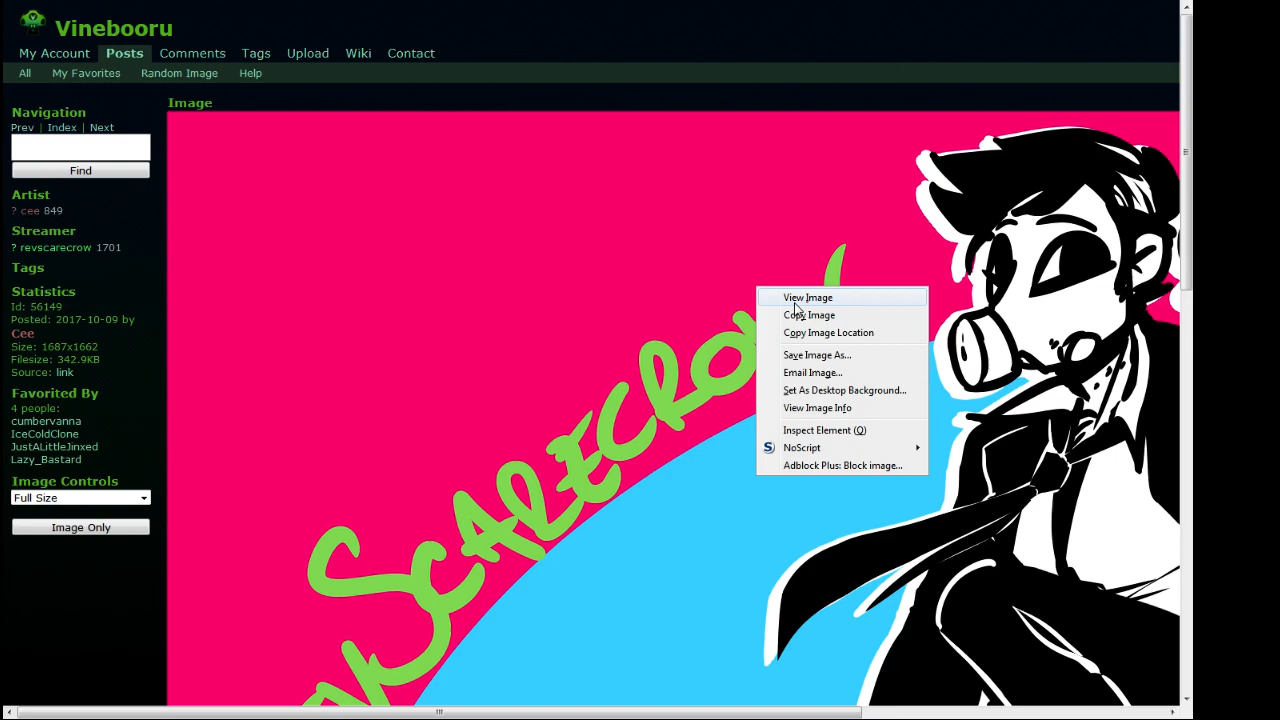 Vinebooru
My Account Posts Comments Tags Upload Wiki Contact
All My Favorites Random Image Help
Navigation
Prev | Index | Next
Find
Artist
? cee 849
Streamer
? revscarecrow 1701
Tags
Statistics
Id: 56149
Posted: 2017-10-09 by
Cee
Size: 1687x1662
Filesize: 342.9KB
Source: link
Favorited By
4 people:
cumbervanna
IceColdClone
JustALittleJinxed
Lazy_Bastard
Image Controls
Full Size
Image Only
Image
View Image
Copy Image
Copy Image Location
Save Image As...
Email Image...
Set As Desktop Background...
View Image Info
Inspect Element (Q)
S NoScript
Adblock Plus: Block image...
SCARECRO